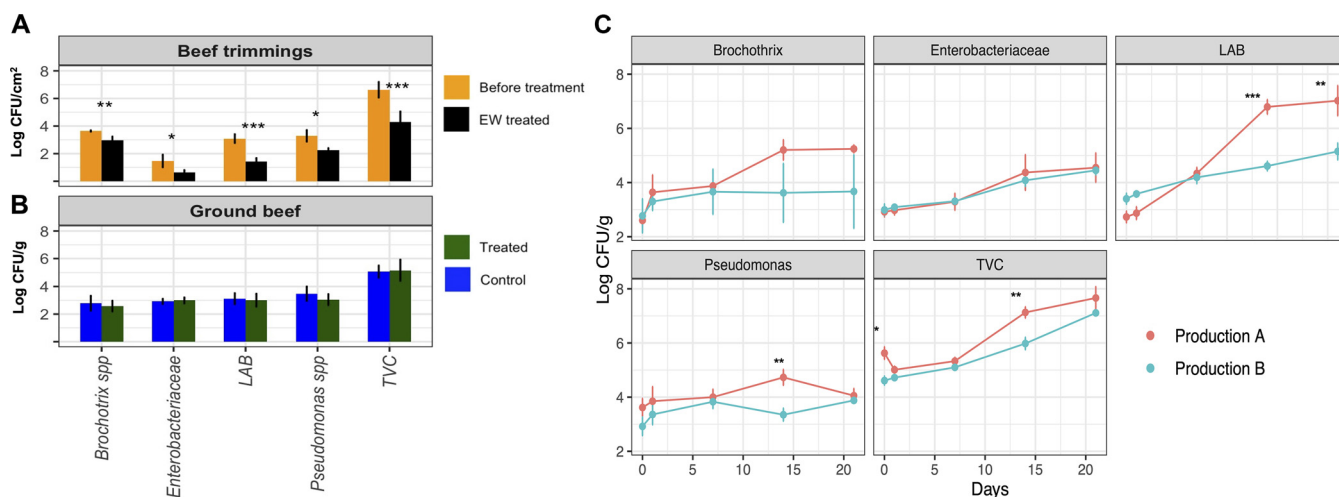 A
Beef trimmings
Log CFU/cm²
8
6
4
2
**
*
***
*
***
Before treatment
EW treated
B
Ground beef
Log CFU/g
8
6
4
2
Treated
Control
Brochotrix spp
Enterobacteriaceae
LAB
Pseudomonas spp
TVC
C
Brochothrix
Enterobacteriaceae
LAB
8
6
4
2
***
**
Log CFU/g
Pseudomonas
TVC
8
6
4
2
**
*
**
0 5 10 15 20
0 5 10 15 20
Days
Production A
Production B